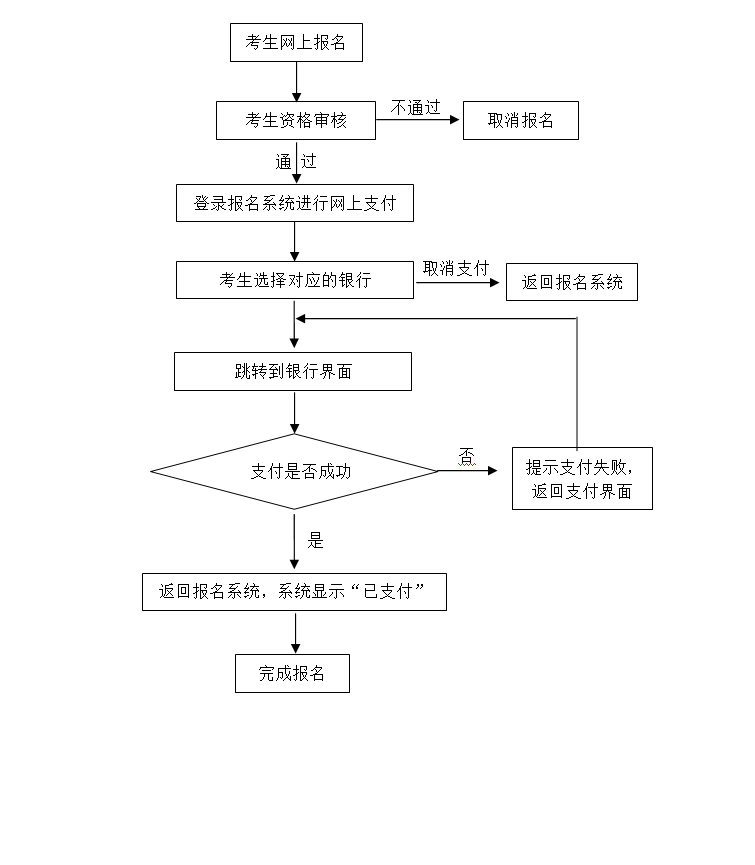 考生网上报名
考生资格审核
不通过
取消报名
通过
登录报名系统进行网上支付
考生选择对应的银行
取消支付
返回报名系统
跳转到银行界面
支付是否成功
否
提示支付失败，
返回支付界面
是
返回报名系统，系统显示“已支付”
完成报名